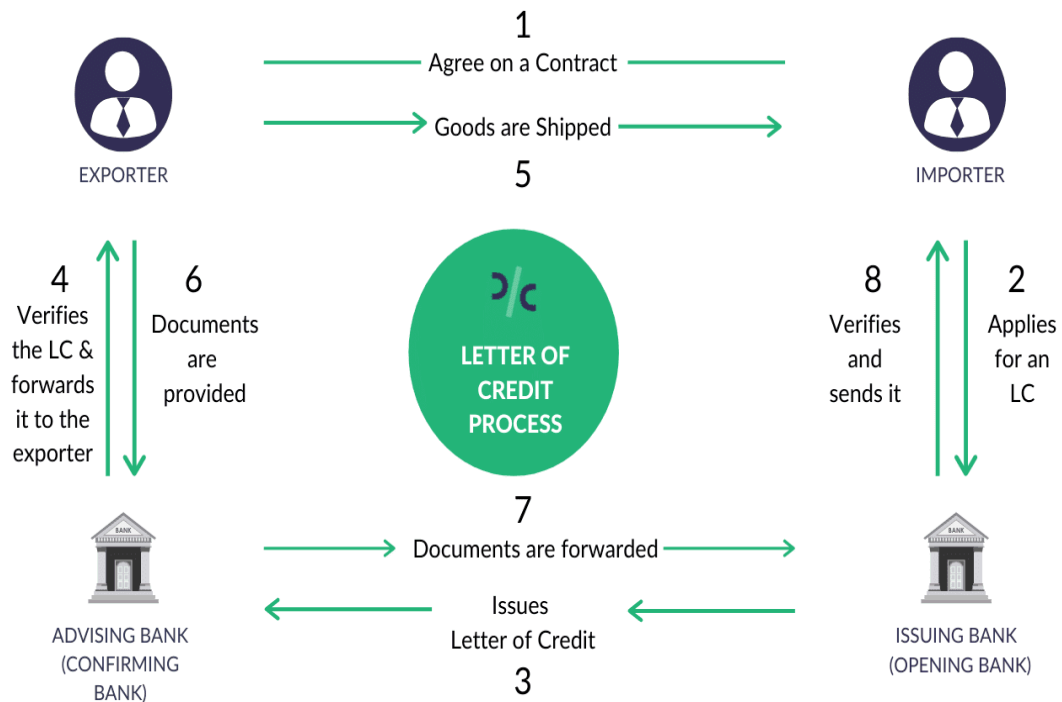 1
Agree on a Contract
Goods are Shipped
5
EXPORTER
IMPORTER
4
Verifies
the LC &
forwards
it to the
exporter
6
Documents
are
provided
LETTER OF
CREDIT
PROCESS
8
Verifies
and
sends it
2
Applies
for an
LC
BANK
BANK
7
Documents are forwarded
Issues
Letter of Credit
3
ADVISING BANK
(CONFIRMING
BANK)
ISSUING BANK
(OPENING BANK)